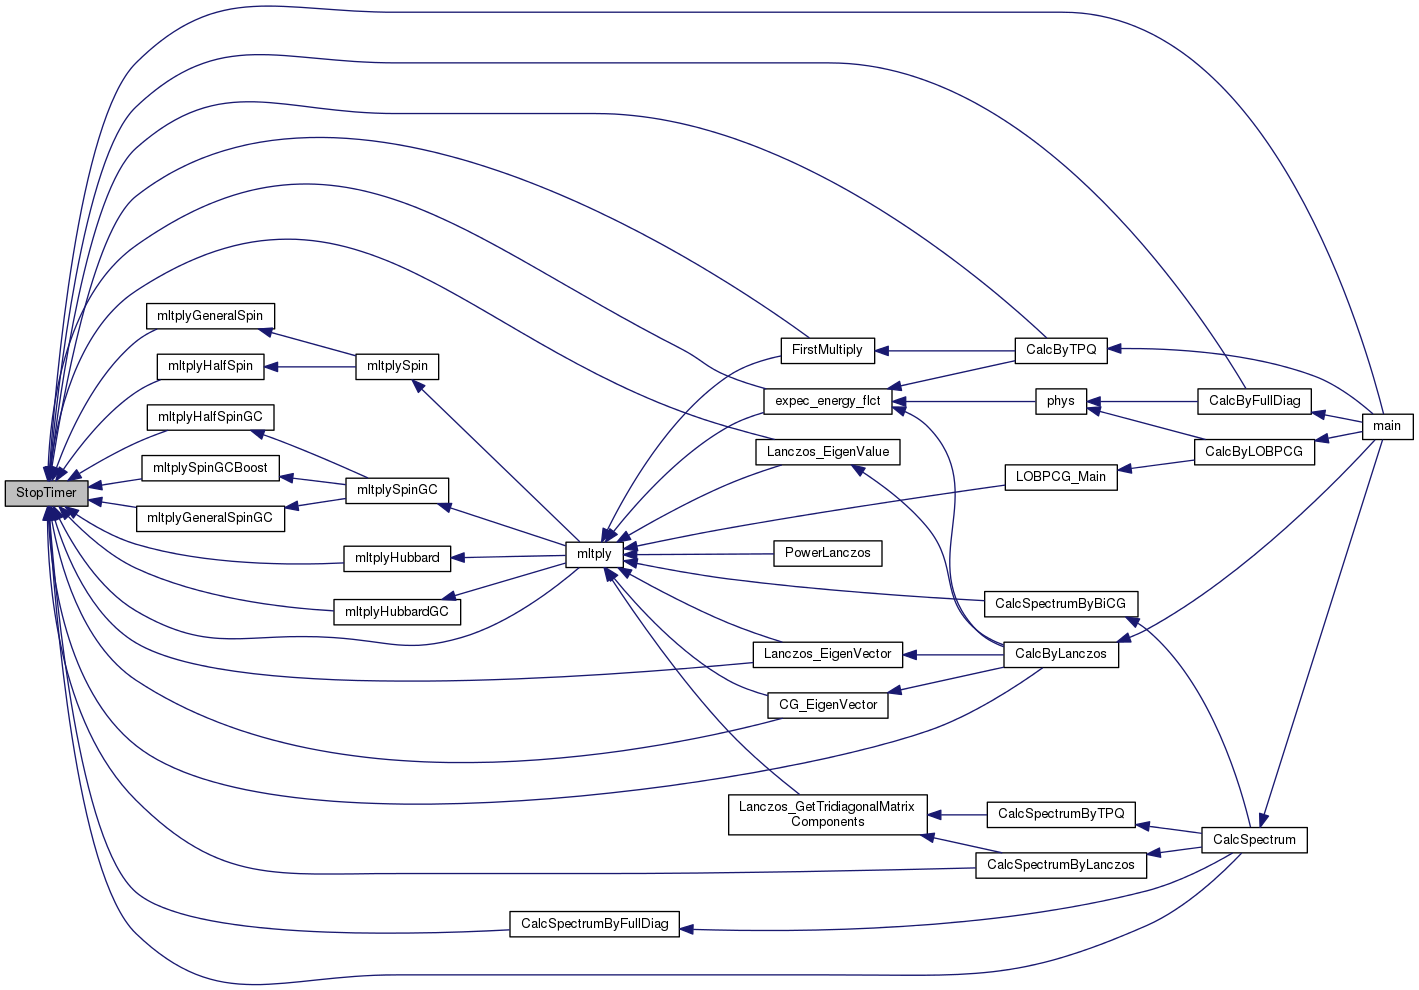 StopTimer
mltplyGeneralSpin
mltplyHalfSpin
mltplyHalfSpinGC
mltplySpinGCBoost
mltplyGeneralSpinGC
mltplySpin
mltplySpinGC
mltplyHubbard
mltplyHubbardGC
mltply
FirstMultiply
expec_energy_flct
Lanczos_EigenValue
PowerLanczos
Lanczos_EigenVector
CG_EigenVector
Lanczos_GetTridiagonalMatrix
Components
CalcSpectrumByFullDiag
CalcByTPQ
phys
LOBPCG_Main
CalcSpectrumByBiCG
CalcByLanczos
CalcSpectrumByTPQ
CalcSpectrumByLanczos
CalcByFullDiag
CalcByLOBPCG
CalcSpectrum
main